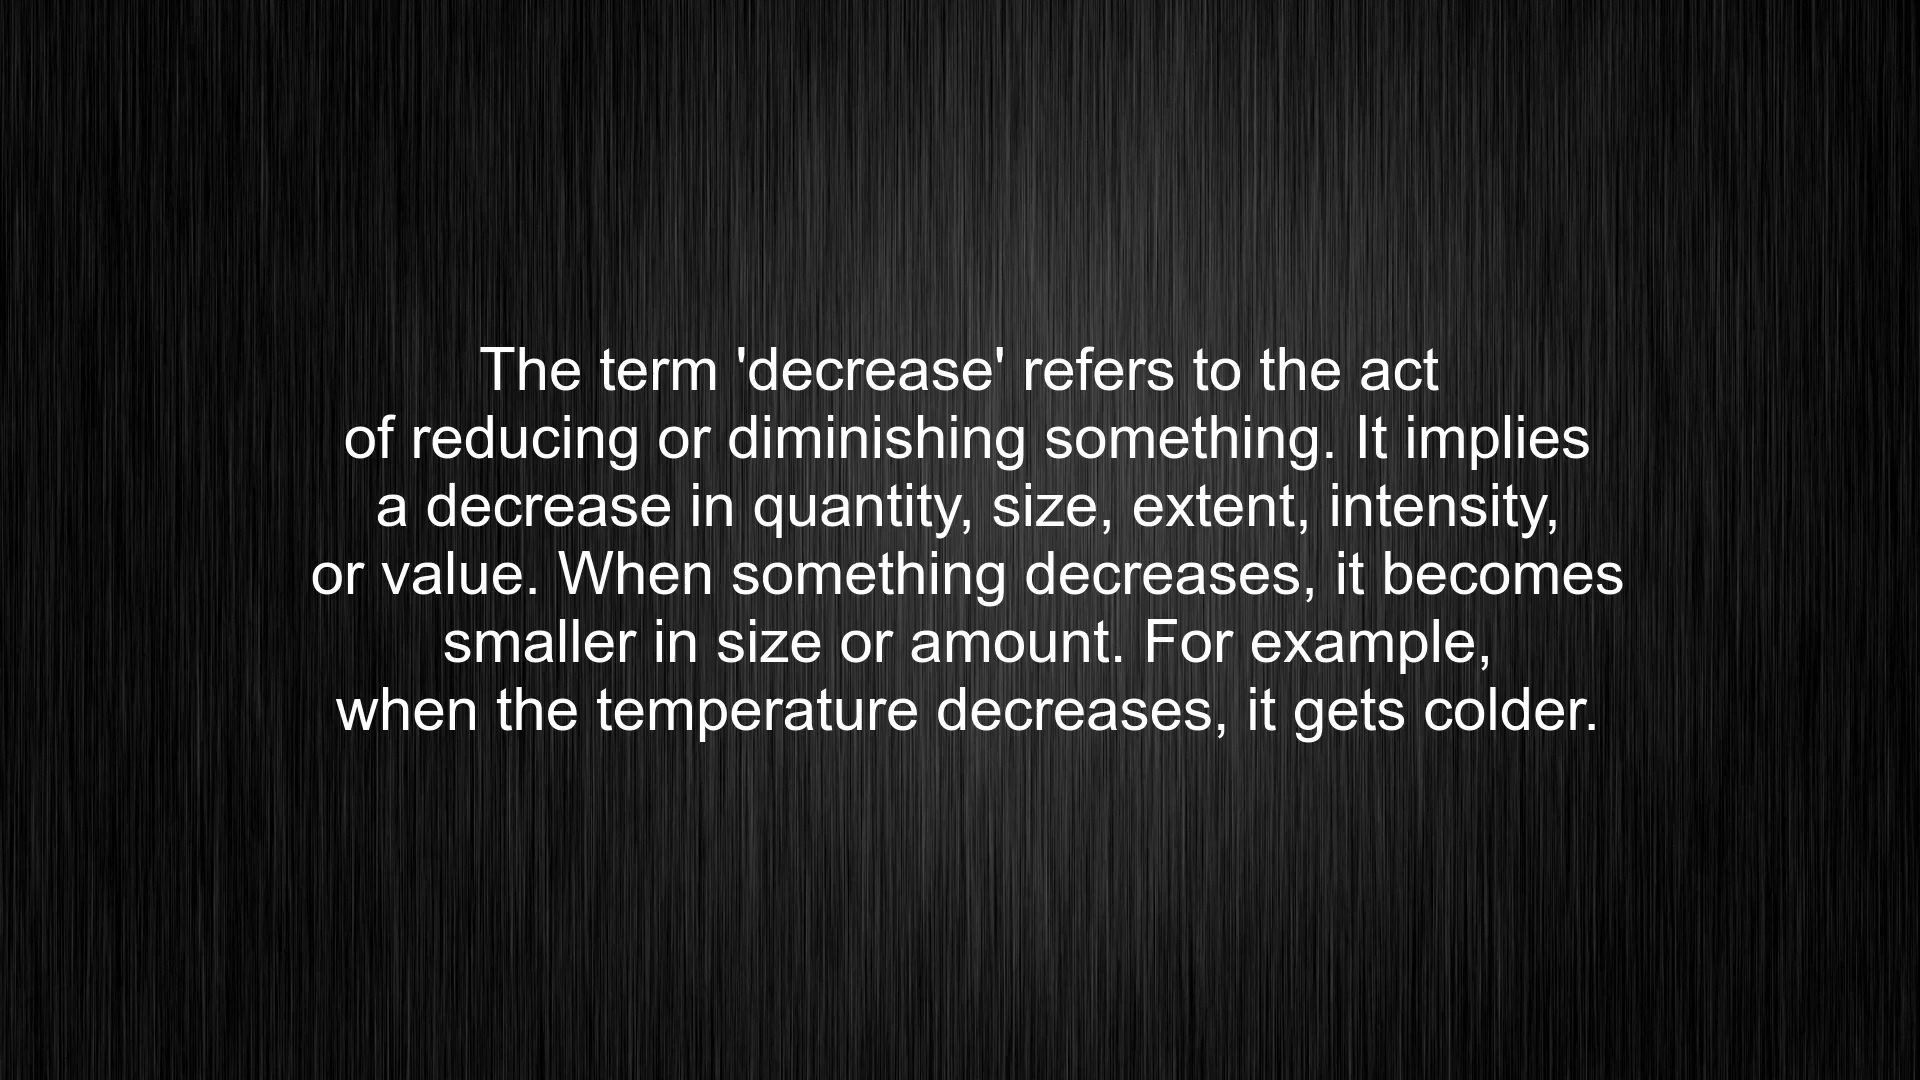 The term 'decrease' refers to the act
of reducing or diminishing something. It implies
a decrease in quantity, size, extent, intensity,
or value. When something decreases, it becomes
smaller in size or amount. For example,
when the temperature decreases, it gets colder.